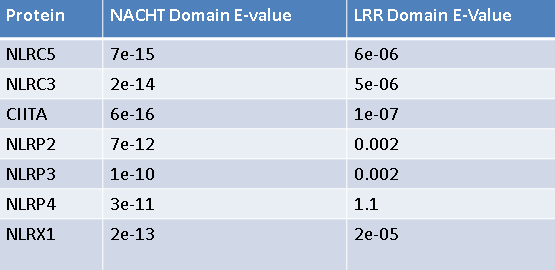 Protein NACHT Domain E-value LRR Domain E-Value
NLRC5 7e-15 6e-06
NLRC3 2e-14 5e-06
CIITA 6e-16 1e-07
NLRP2 7e-12 0.002
NLRP3 1e-10 0.002
NLRP4 3e-11 1.1
NLRX1 2e-13 2e-05